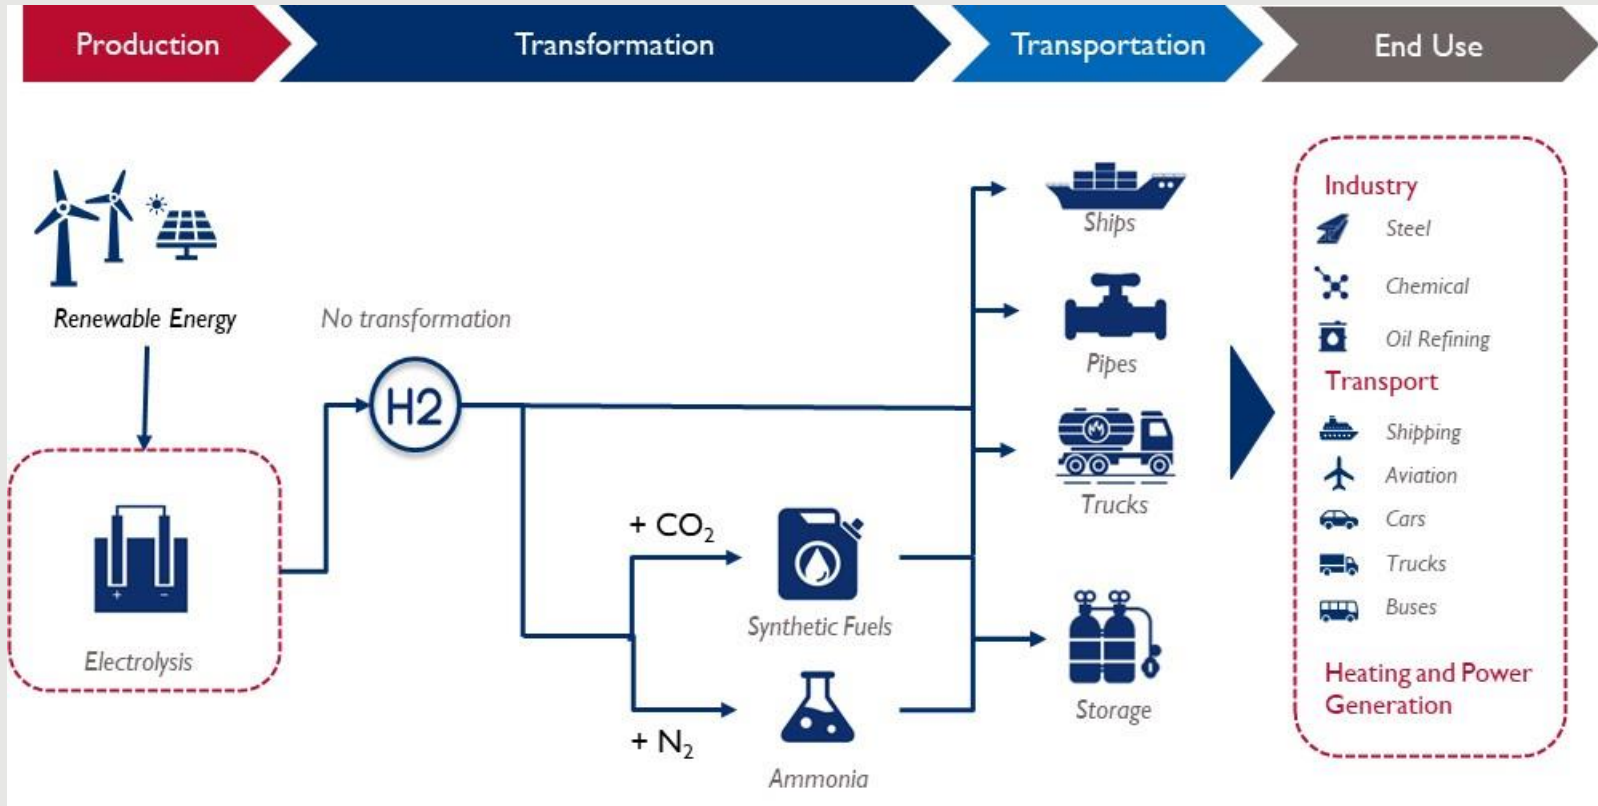 Production
Transformation
Transportation
End Use
Renewable Energy
Electrolysis
+
−
No transformation
H2
+ CO₂
Synthetic Fuels
+ N₂
Ammonia
Ships
Pipes
Trucks
Storage
Industry
Steel
Chemical
Oil Refining
Transport
Shipping
Aviation
Cars
Trucks
Buses
Heating and Power
Generation